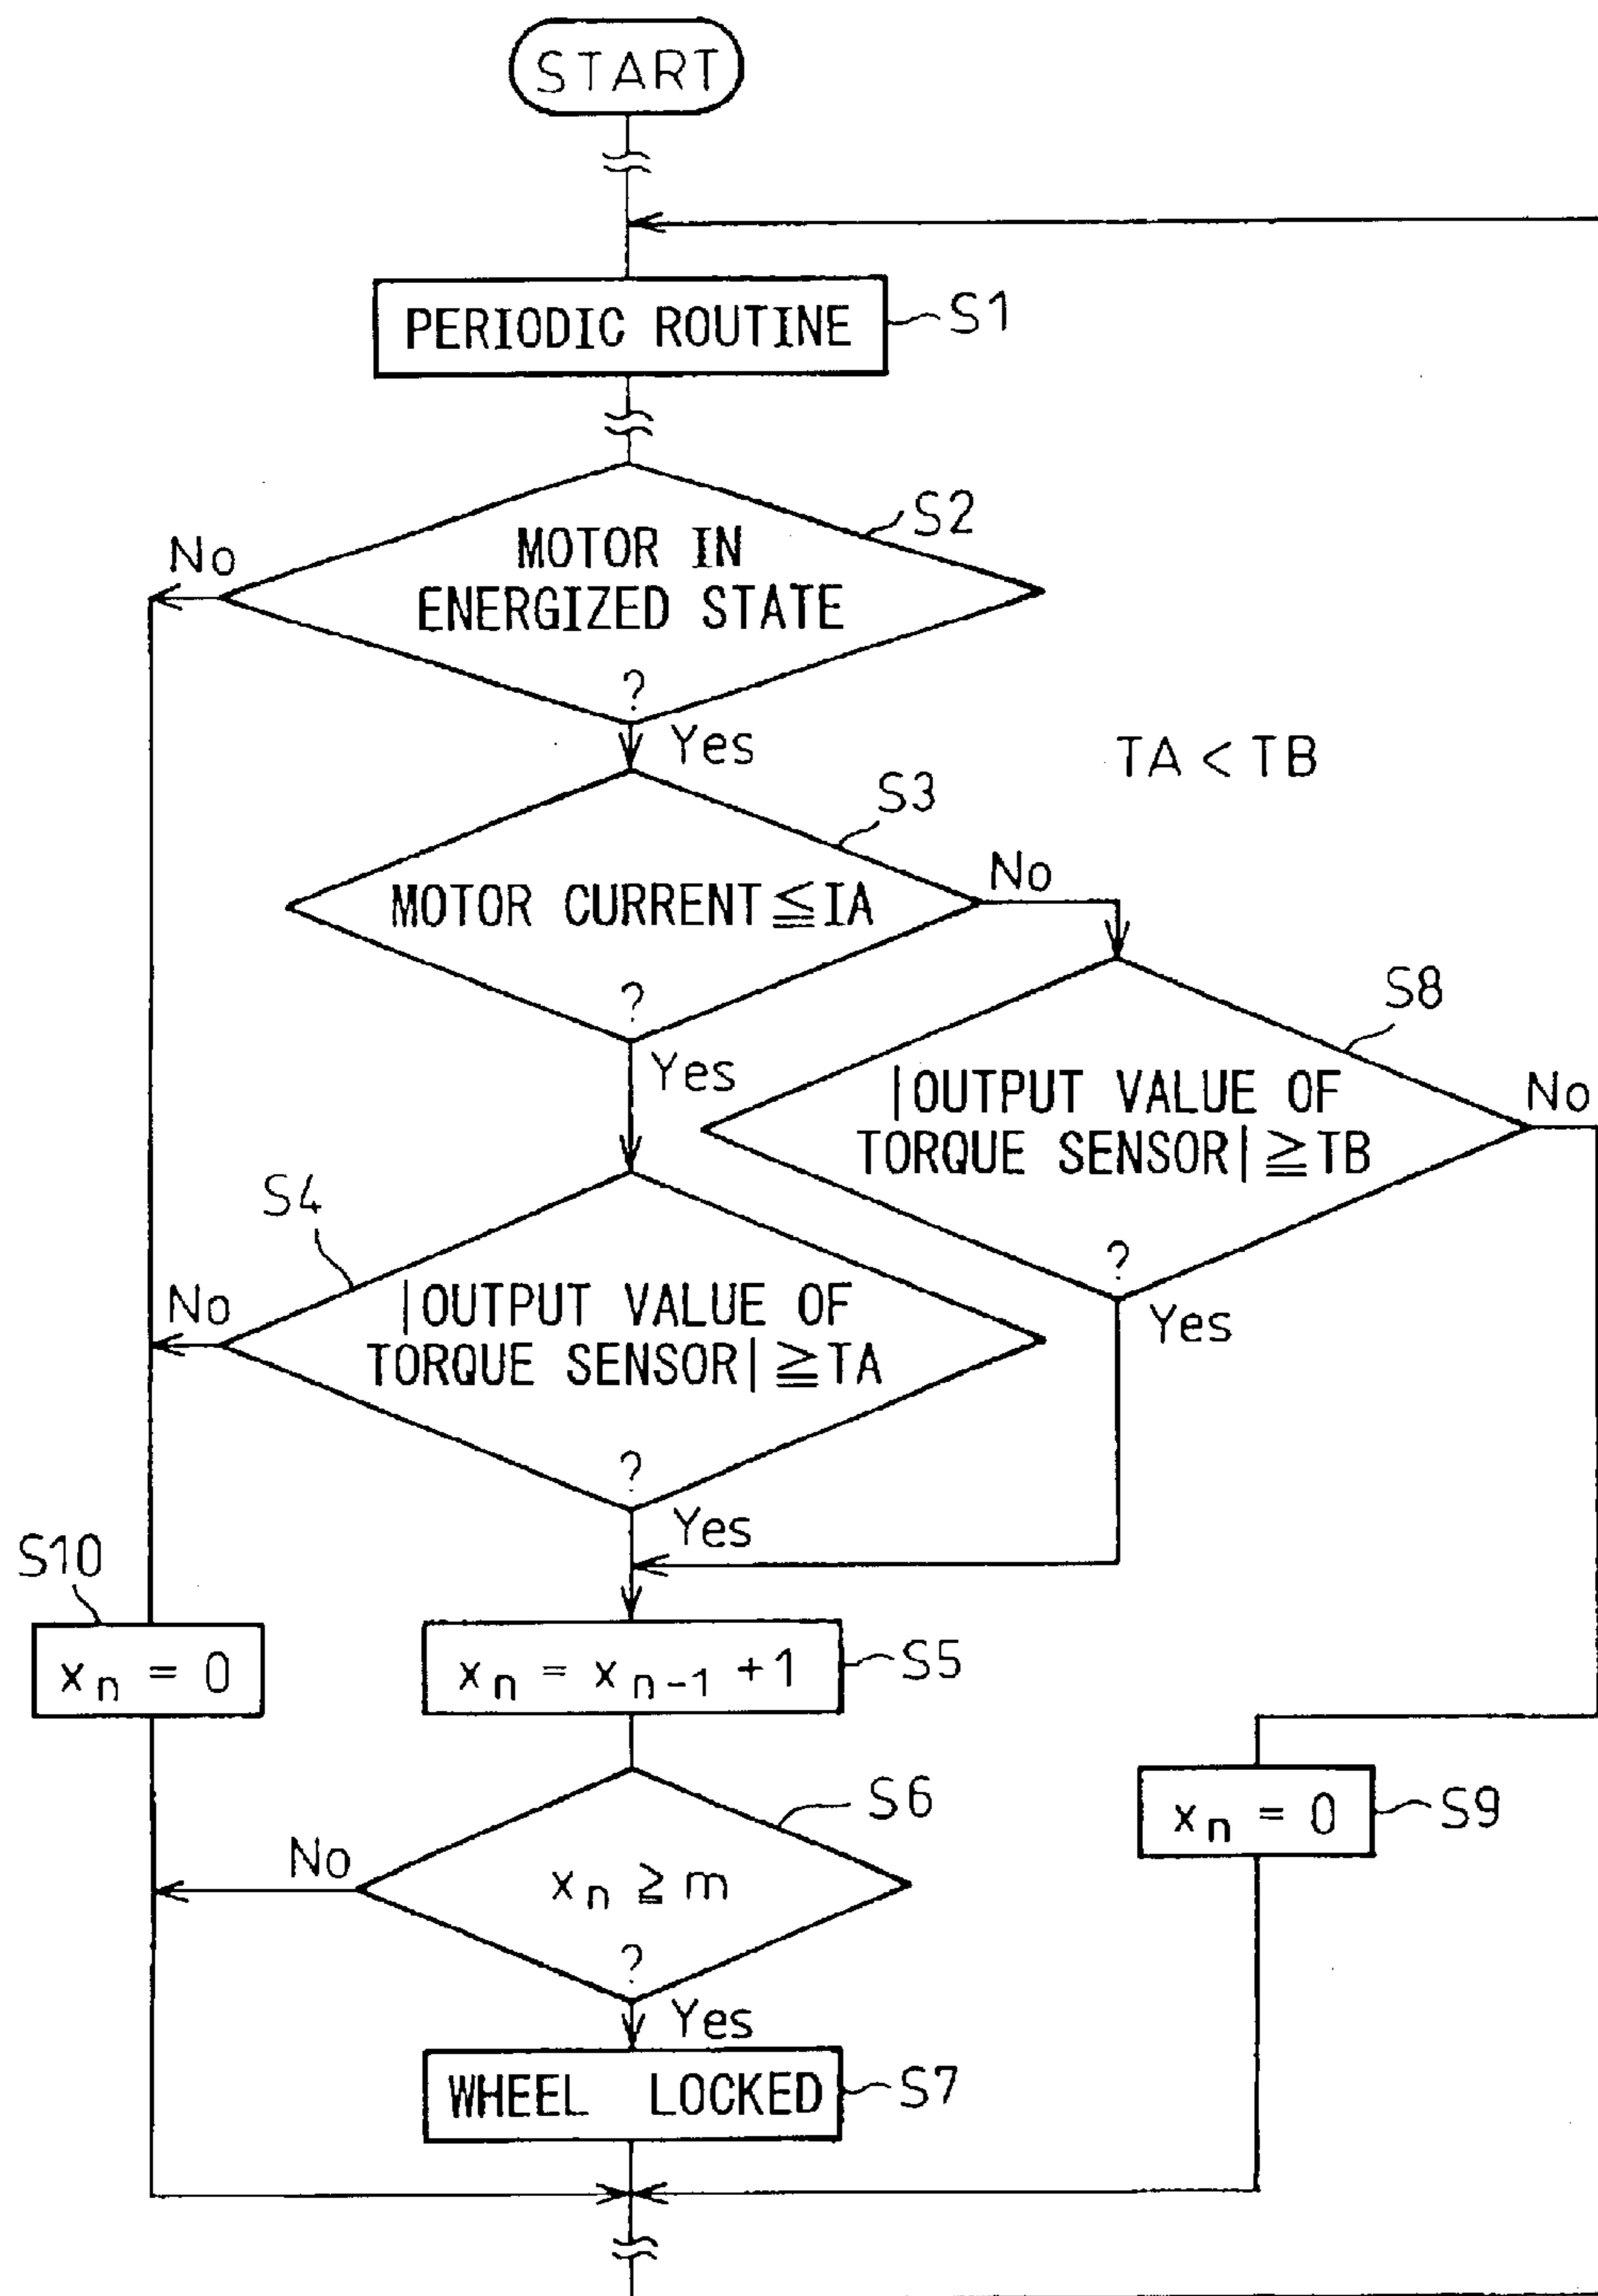 START
PERIODIC ROUTINE
S1
S2
MOTOR IN
ENERGIZED STATE
?
No
Yes
TA < TB
S3
MOTOR CURRENT ≦ IA
?
No
Yes
S8
|OUTPUT VALUE OF
TORQUE SENSOR| ≧ TB
?
No
Yes
S4
|OUTPUT VALUE OF
TORQUE SENSOR| ≧ TA
?
No
Yes
S10
xn = 0
xn = xn-1 +1
S5
S6
xn ≧ m
?
No
Yes
xn = 0
S9
WHEEL LOCKED
S7